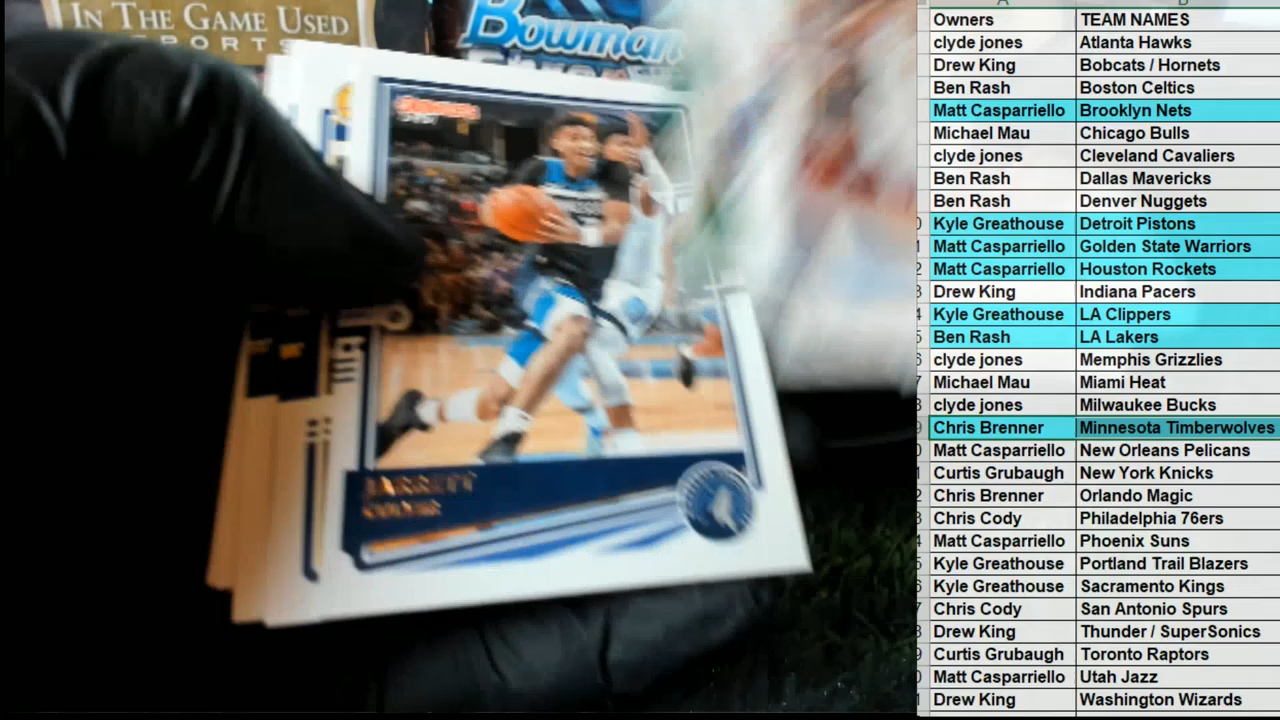 IN THE GAME USED
SPORTS
Bowman
JARRETT
Owners TEAM NAMES
clyde jones Atlanta Hawks
Drew King Bobcats / Hornets
Ben Rash Boston Celtics
Matt Casparriello Brooklyn Nets
Michael Mau Chicago Bulls
clyde jones Cleveland Cavaliers
Ben Rash Dallas Mavericks
Ben Rash Denver Nuggets
Kyle Greathouse Detroit Pistons
Matt Casparriello Golden State Warriors
Matt Casparriello Houston Rockets
Drew King Indiana Pacers
Kyle Greathouse LA Clippers
Ben Rash LA Lakers
clyde jones Memphis Grizzlies
Michael Mau Miami Heat
clyde jones Milwaukee Bucks
Chris Brenner Minnesota Timberwolves
Matt Casparriello New Orleans Pelicans
Curtis Grubaugh New York Knicks
Chris Brenner Orlando Magic
Chris Cody Philadelphia 76ers
Matt Casparriello Phoenix Suns
Kyle Greathouse Portland Trail Blazers
Kyle Greathouse Sacramento Kings
Chris Cody San Antonio Spurs
Drew King Thunder / SuperSonics
Curtis Grubaugh Toronto Raptors
Matt Casparriello Utah Jazz
Drew King Washington Wizards